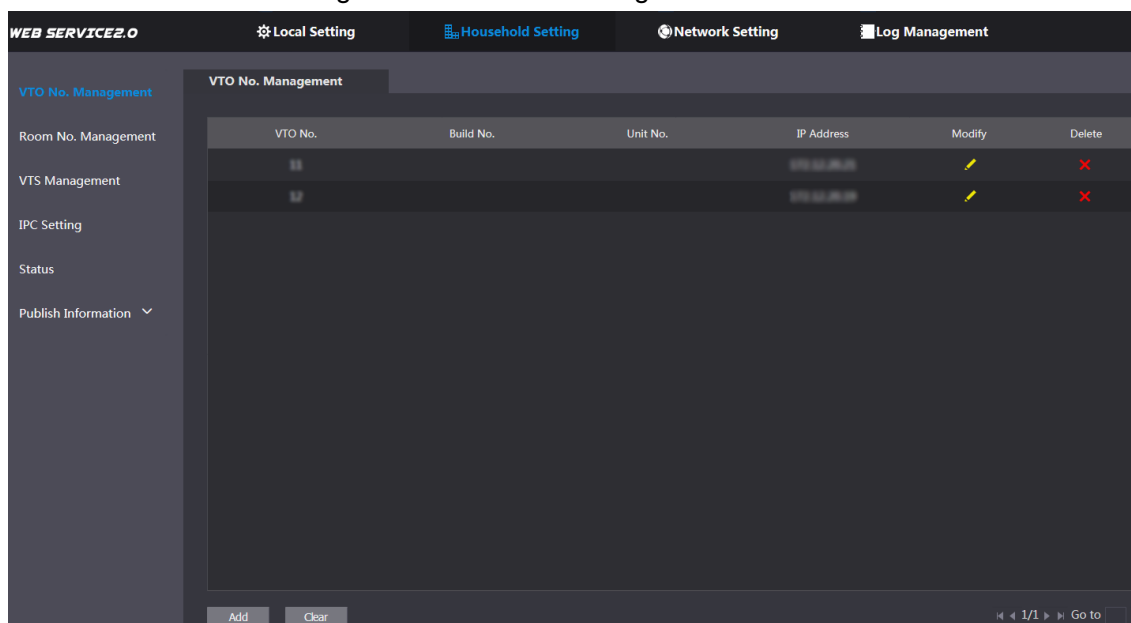 WEB SERVICE2.0 Local Setting Household Setting Network Setting Log Management
VTO No. Management
VTO No. Management
Room No. Management
VTS Management
IPC Setting
Status
Publish Information
VTO No. Build No. Unit No. IP Address Modify Delete
Add Clear
1/1 Go to